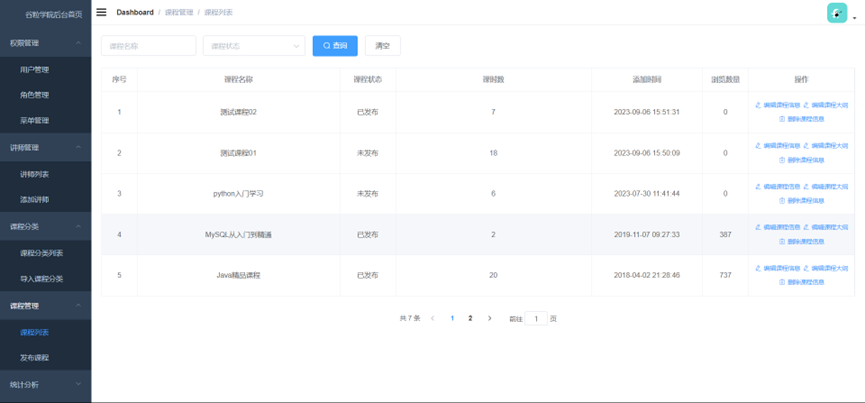 谷粒学院后台首页
Dashboard / 课程管理 / 课程列表
权限管理
用户管理
角色管理
菜单管理
讲师管理
讲师列表
添加讲师
课程分类
课程分类列表
导入课程分类
课程管理
课程列表
发布课程
统计分析
课程名称 课程状态 查询 清空
序号 课程名称 课程状态 课时数 添加时间 浏览数量 操作
1 测试课程02 已发布 7 2023-09-06 15:51:31 0 编辑课程信息 编辑课程大纲
删除课程信息
2 测试课程01 未发布 18 2023-09-06 15:50:09 0 编辑课程信息 编辑课程大纲
删除课程信息
3 python入门学习 未发布 6 2023-07-30 11:41:44 0 编辑课程信息 编辑课程大纲
删除课程信息
4 MySQL从入门到精通 已发布 2 2019-11-07 09:27:33 387 编辑课程信息 编辑课程大纲
删除课程信息
5 Java精品课程 已发布 20 2018-04-02 21:28:46 737 编辑课程信息 编辑课程大纲
删除课程信息
共 7 条 1 2 前往 1 页